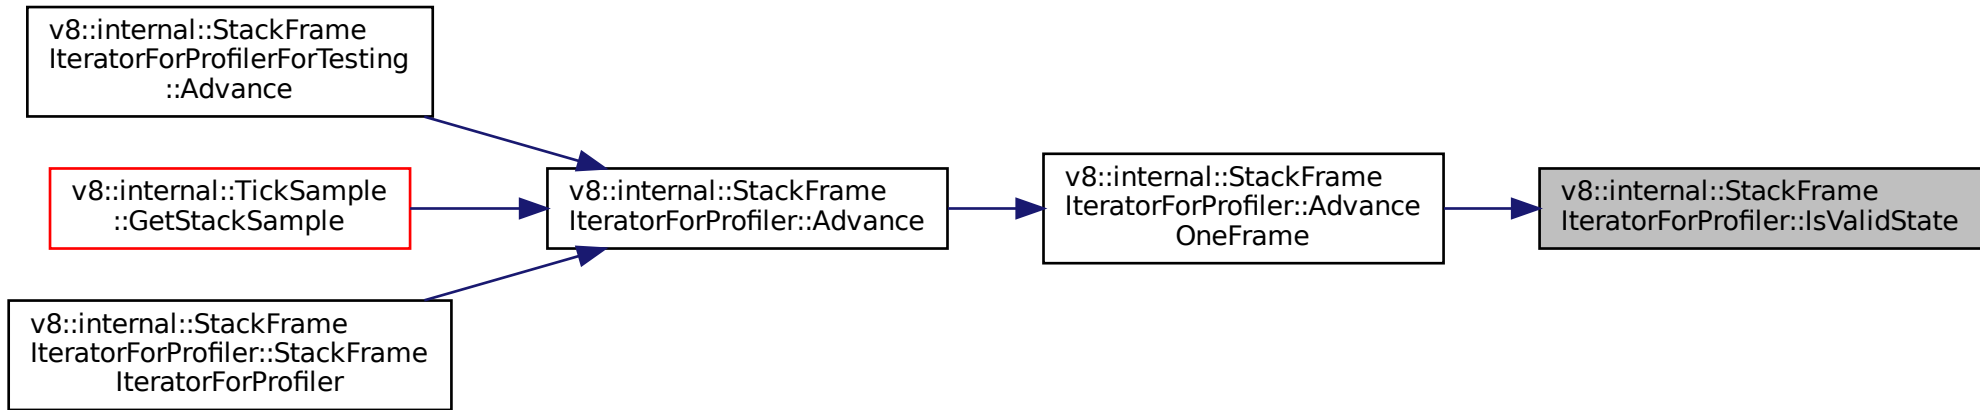 v8::internal::StackFrame
IteratorForProfilerForTesting
::Advance
v8::internal::TickSample
::GetStackSample
v8::internal::StackFrame
IteratorForProfiler::StackFrame
IteratorForProfiler
v8::internal::StackFrame
IteratorForProfiler::Advance
v8::internal::StackFrame
IteratorForProfiler::Advance
OneFrame
v8::internal::StackFrame
IteratorForProfiler::IsValidState